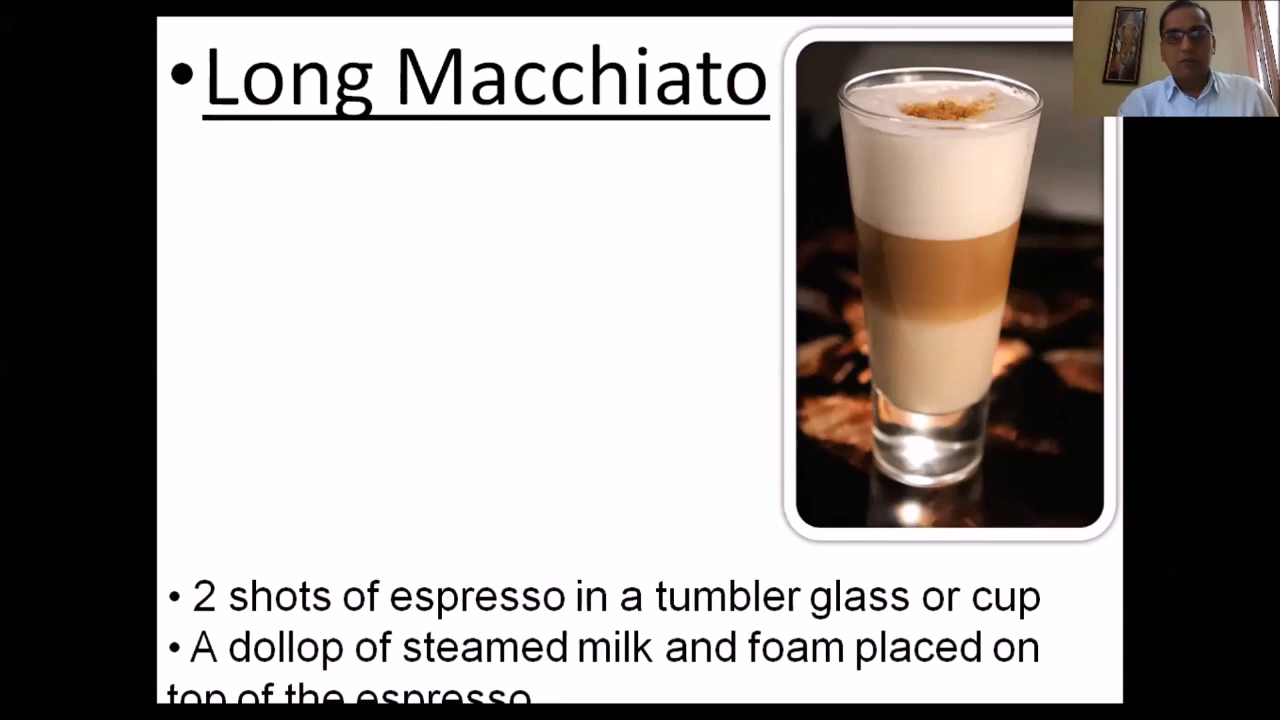 •Long Macchiato
• 2 shots of espresso in a tumbler glass or cup
• A dollop of steamed milk and foam placed on
top of the espresso